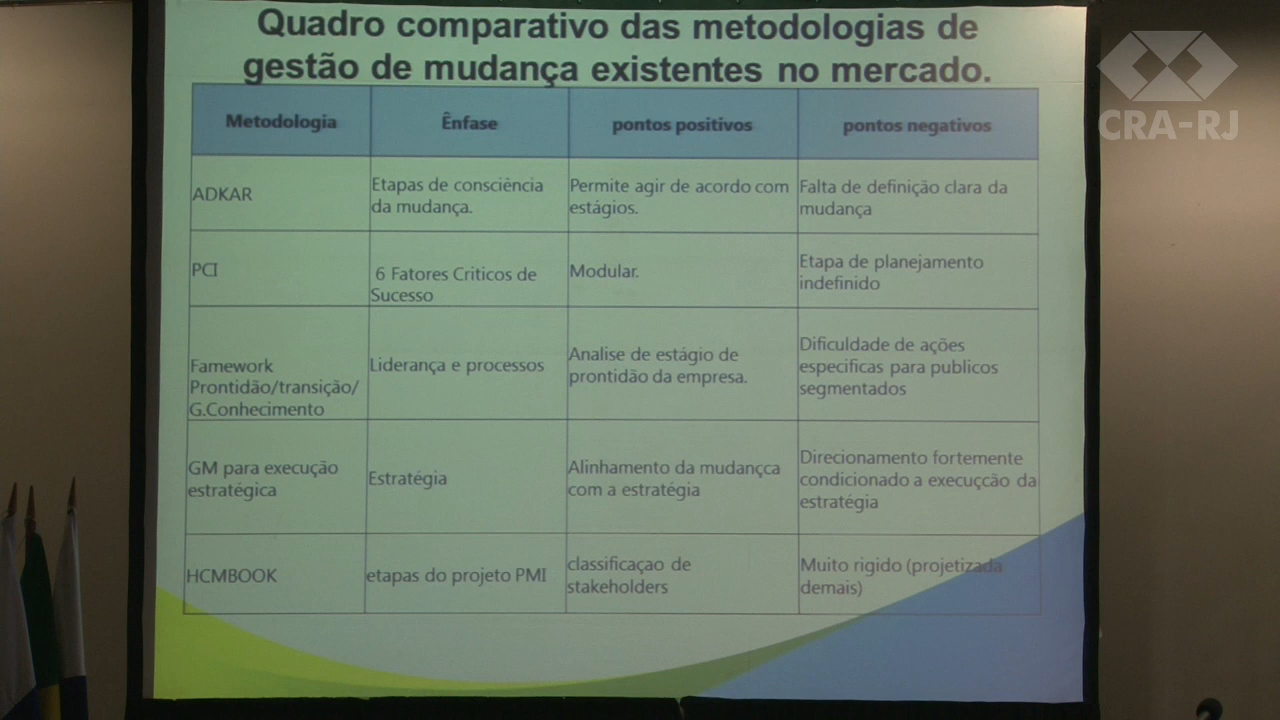 Quadro comparativo das metodologias de
gestão de mudança existentes no mercado.
CRA-RJ
Metodologia
Ênfase
pontos positivos
pontos negativos
ADKAR
Etapas de consciência
da mudança.
Permite agir de acordo com
estágios.
Falta de definição clara da
mudança
PCI
6 Fatores Criticos de
Sucesso
Modular.
Etapa de planejamento
indefinido
Famework
Prontidão/transição/
G.Conhecimento
Liderança e processos
Analise de estágio de
prontidão da empresa.
Dificuldade de ações
especificas para publicos
segmentados
GM para execução
estratégica
Estratégia
Alinhamento da mudançca
com a estratégia
Direcionamento fortemente
condicionado a execuçcão da
estratégia
HCMBOOK
etapas do projeto PMI
classificaçao de
stakeholders
Muito rigido (projetizada
demais)